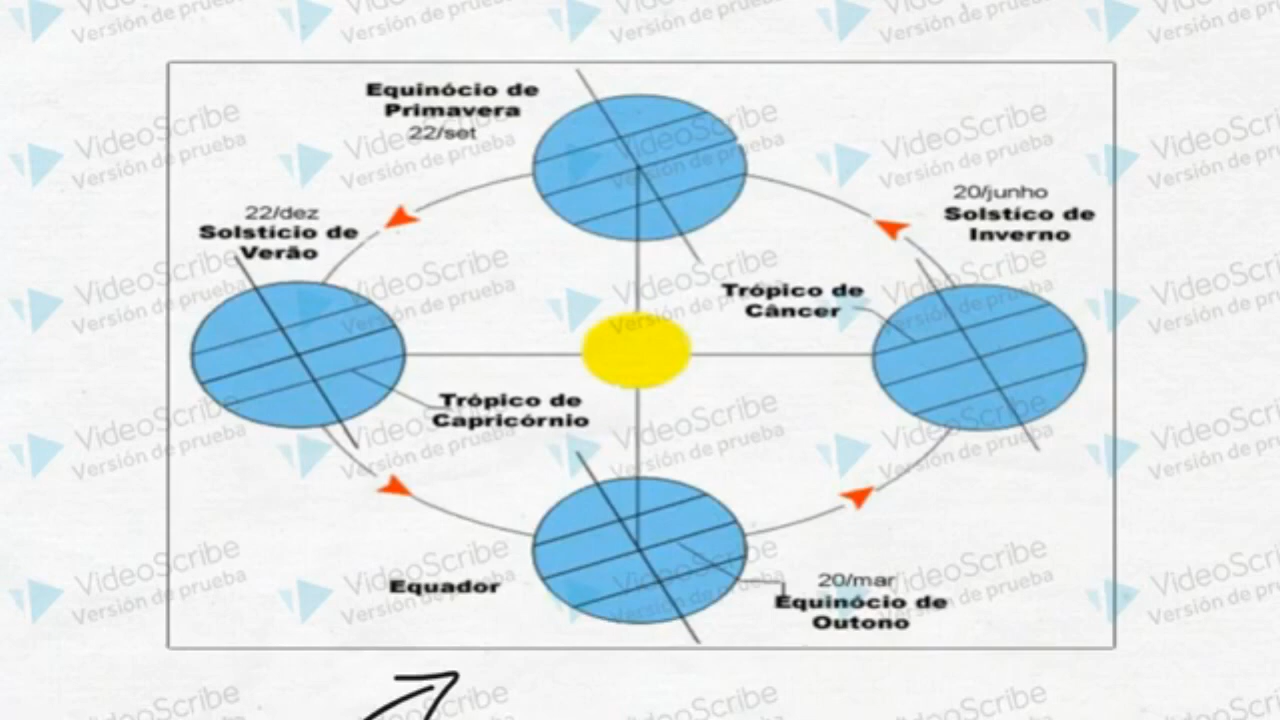 Equinócio de
Primavera
22/set
20/junho
Solstíco de
Inverno
22/dez
Solstício de
Verão
Trópico de
Câncer
Trópico de
Capricórnio
Equador
20/mar
Equinócio de
Outono
VideoScribe
Versión de prueba